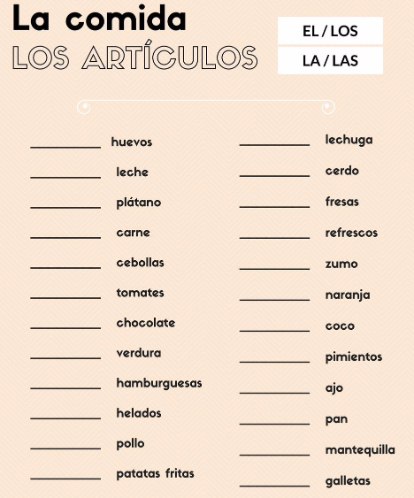 La comida
LOS ARTÍCULOS
EL / LOS
LA / LAS
huevos
leche
plátano
carne
cebollas
tomates
chocolate
verdura
hamburguesas
helados
pollo
patatas fritas
lechuga
cerdo
fresas
refrescos
zumo
naranja
coco
pimientos
ajo
pan
mantequilla
galletas